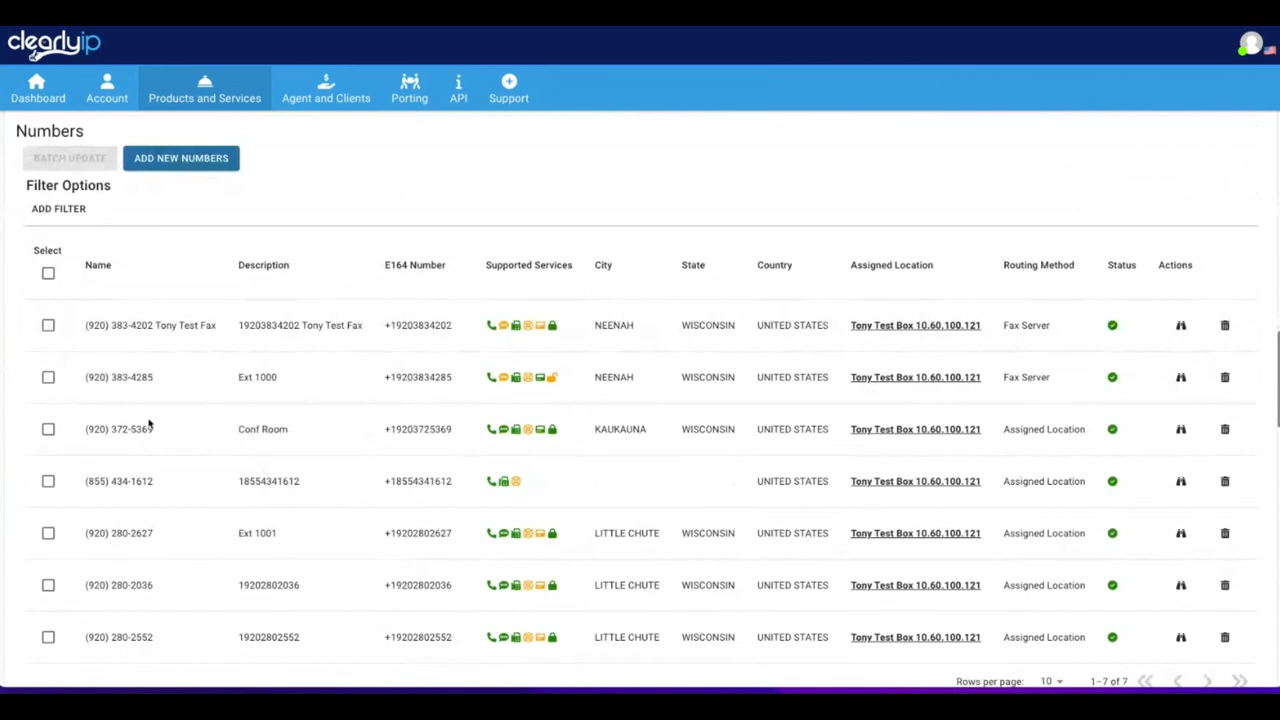 clearlyip
Dashboard Account Products and Services Agent and Clients Porting API Support
Numbers
BATCH UPDATE ADD NEW NUMBERS
Filter Options
ADD FILTER
Select Name Description E164 Number Supported Services City State Country Assigned Location Routing Method Status Actions
(920) 383-4202 Tony Test Fax 19203834202 Tony Test Fax +19203834202 NEENAH WISCONSIN UNITED STATES Tony Test Box 10.60.100.121 Fax Server
(920) 383-4285 Ext 1000 +19203834285 NEENAH WISCONSIN UNITED STATES Tony Test Box 10.60.100.121 Fax Server
(920) 372-5369 Conf Room +19203725369 KAUKAUNA WISCONSIN UNITED STATES Tony Test Box 10.60.100.121 Assigned Location
(855) 434-1612 18554341612 +18554341612 UNITED STATES Tony Test Box 10.60.100.121 Assigned Location
(920) 280-2627 Ext 1001 +19202802627 LITTLE CHUTE WISCONSIN UNITED STATES Tony Test Box 10.60.100.121 Assigned Location
(920) 280-2036 19202802036 +19202802036 LITTLE CHUTE WISCONSIN UNITED STATES Tony Test Box 10.60.100.121 Assigned Location
(920) 280-2552 19202802552 +19202802552 LITTLE CHUTE WISCONSIN UNITED STATES Tony Test Box 10.60.100.121 Assigned Location
Rows per page: 10 1–7 of 7